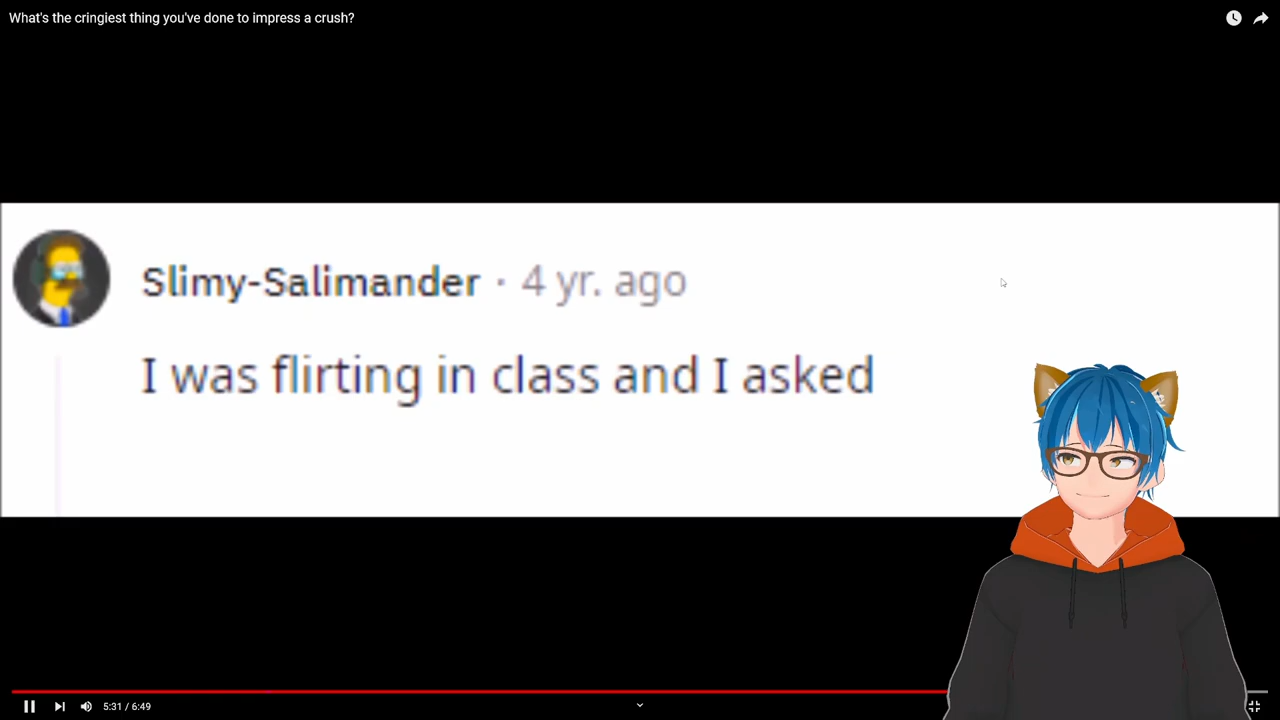 What's the cringiest thing you've done to impress a crush?
Slimy-Salimander · 4 yr. ago
I was flirting in class and I asked
5:31 / 6:49